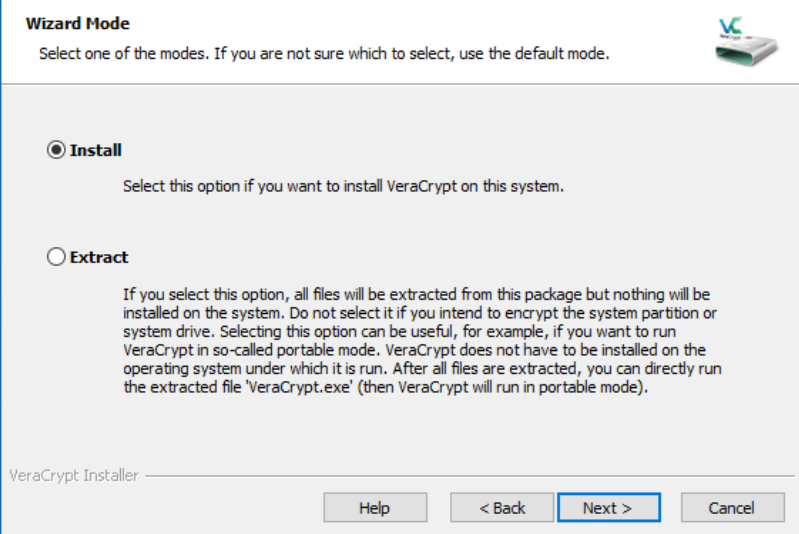 Wizard Mode
Select one of the modes. If you are not sure which to select, use the default mode.
VC
Install
Select this option if you want to install VeraCrypt on this system.
Extract
If you select this option, all files will be extracted from this package but nothing will be
installed on the system. Do not select it if you intend to encrypt the system partition or
system drive. Selecting this option can be useful, for example, if you want to run
VeraCrypt in so-called portable mode. VeraCrypt does not have to be installed on the
operating system under which it is run. After all files are extracted, you can directly run
the extracted file 'VeraCrypt.exe' (then VeraCrypt will run in portable mode).
VeraCrypt Installer
Help
< Back
Next >
Cancel